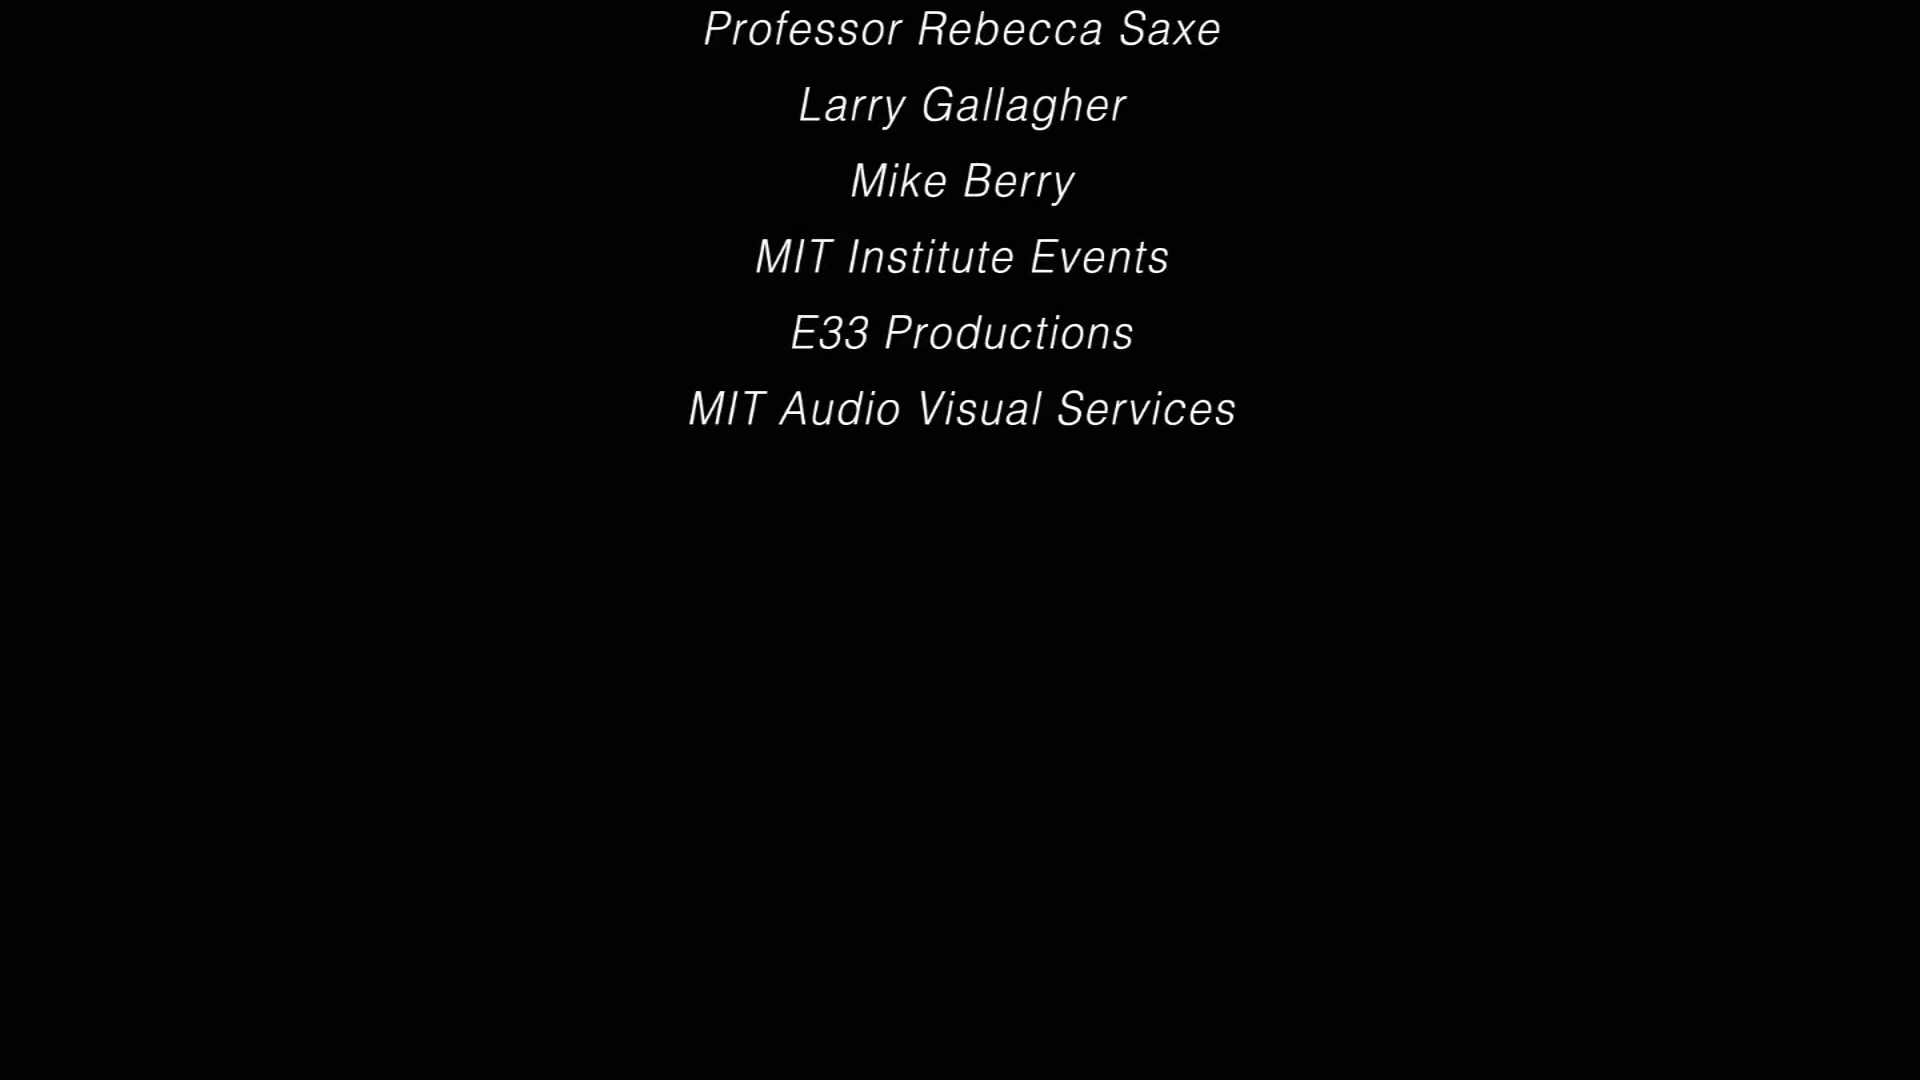 Professor Rebecca Saxe
Larry Gallagher
Mike Berry
MIT Institute Events
E33 Productions
MIT Audio Visual Services